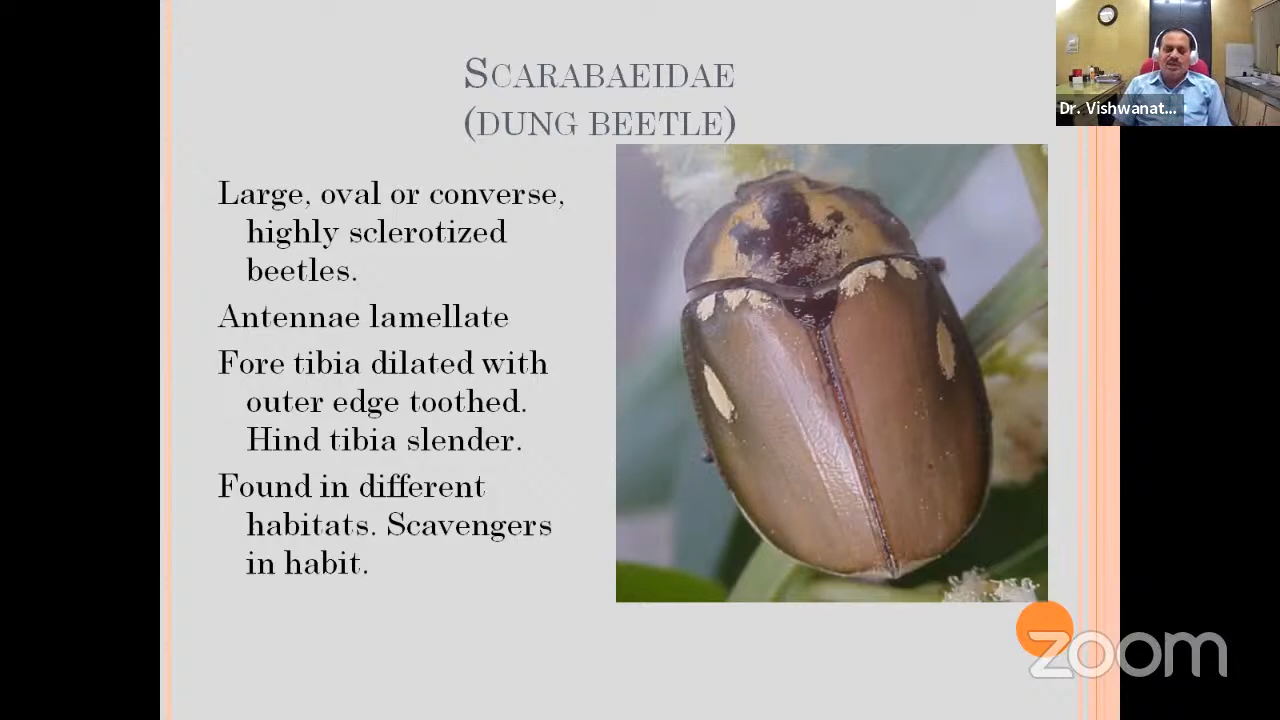 SCARABAEIDAE
(DUNG BEETLE)
Dr. Vishwanat...
Large, oval or converse,
highly sclerotized
beetles.
Antennae lamellate
Fore tibia dilated with
outer edge toothed.
Hind tibia slender.
Found in different
habitats. Scavengers
in habit.
zoom